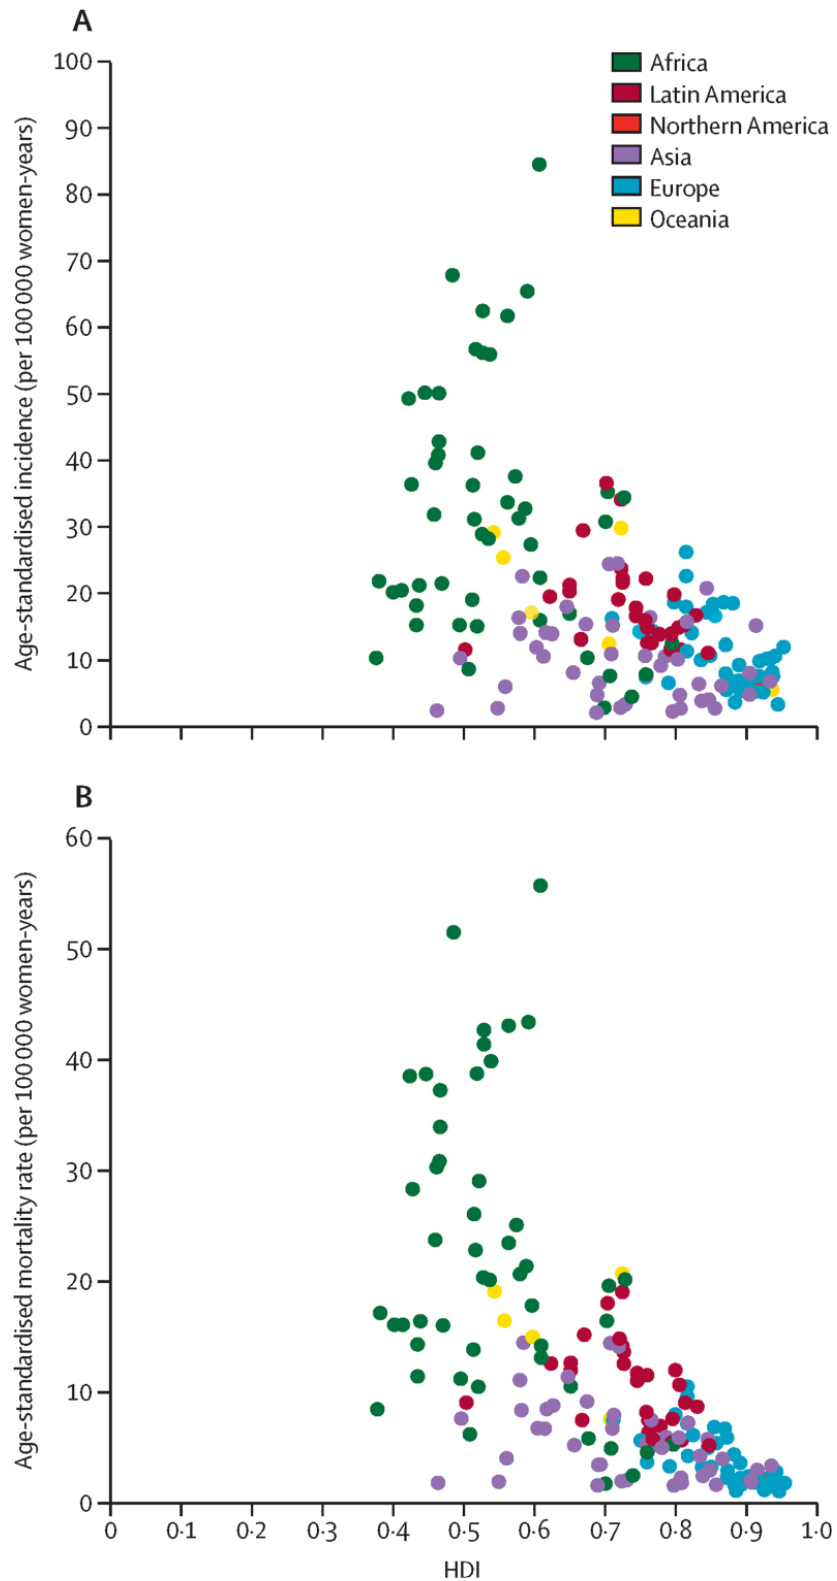 A
100
90
80
70
60
50
40
30
20
10
0
Age-standardised incidence (per 100 000 women-years)
Africa
Latin America
Northern America
Asia
Europe
Oceania
B
60
50
40
30
20
10
0
Age-standardised mortality rate (per 100 000 women-years)
0 0·1 0·2 0·3 0·4 0·5 0·6 0·7 0·8 0·9 1·0
HDI